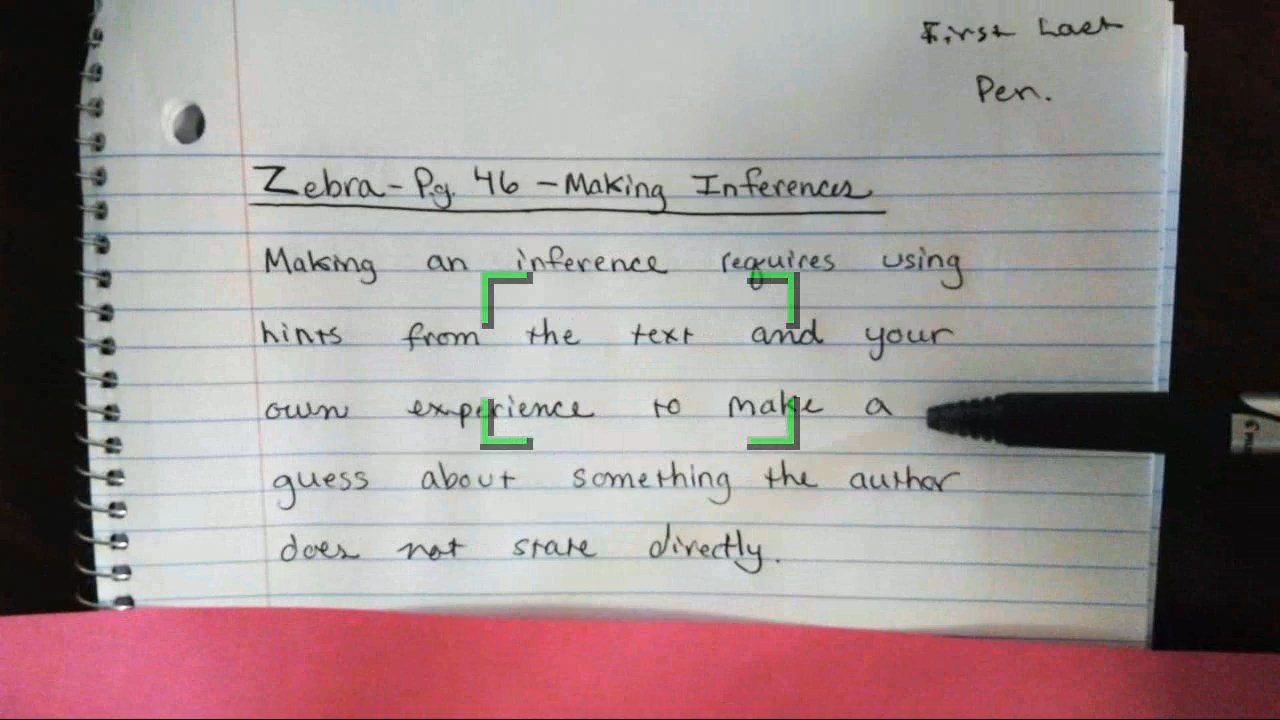 First Last
Pen.
Zebra - Pg. 46 - Making Inferences
Making an inference requires using
hints from the text and your
own experience to make a
guess about something the author
does not state directly.